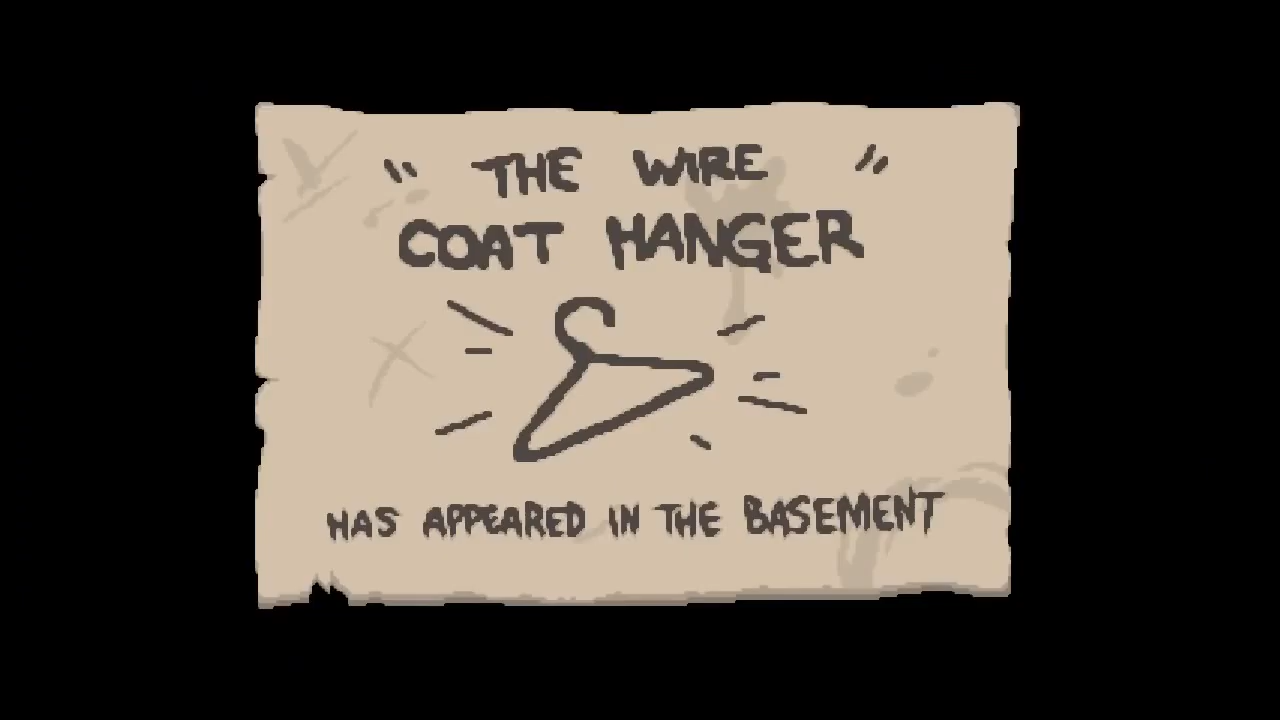 " THE WIRE "
COAT HANGER
HAS APPEARED IN THE BASEMENT